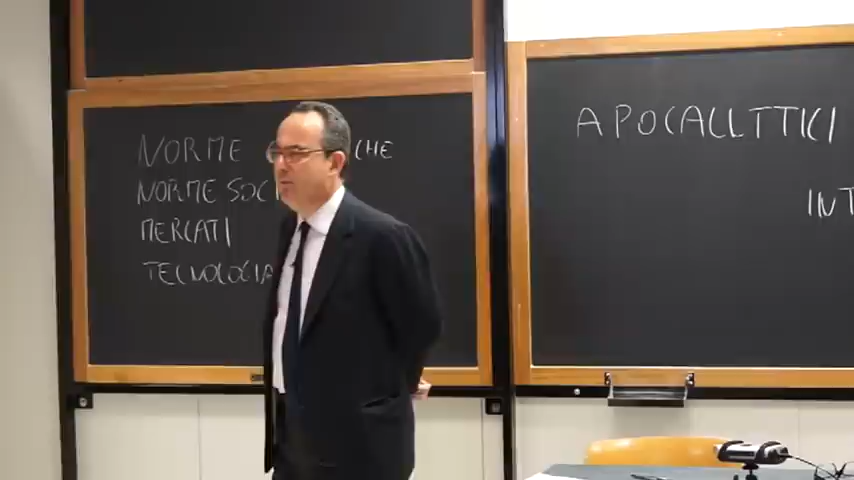 NORME
NORME
MERCATI
TECNOLOGIA
APOCALITTICI